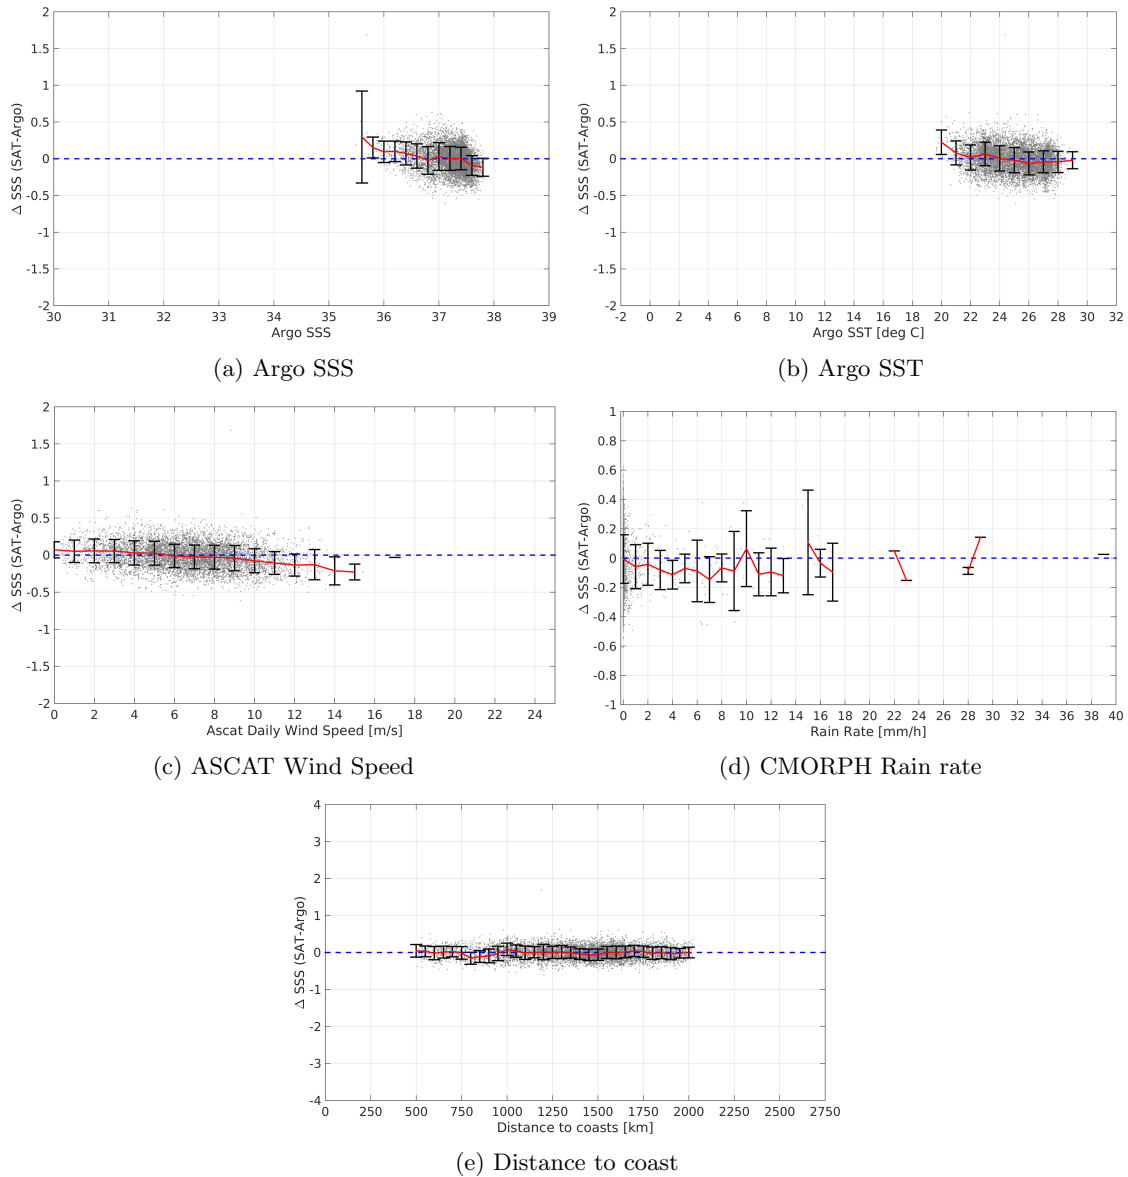 2
1.5
1
0.5
0
-0.5
-1
-1.5
-2
Δ SSS (SAT-Argo)
30 31 32 33 34 35 36 37 38 39
Argo SSS
(a) Argo SSS
2
1.5
1
0.5
0
-0.5
-1
-1.5
-2
Δ SSS (SAT-Argo)
-2 0 2 4 6 8 10 12 14 16 18 20 22 24 26 28 30 32
Argo SST [deg C]
(b) Argo SST
2
1.5
1
0.5
0
-0.5
-1
-1.5
-2
Δ SSS (SAT-Argo)
0 2 4 6 8 10 12 14 16 18 20 22 24
Ascat Daily Wind Speed [m/s]
(c) ASCAT Wind Speed
1
0.8
0.6
0.4
0.2
0
-0.2
-0.4
-0.6
-0.8
-1
Δ SSS (SAT-Argo)
0 2 4 6 8 10 12 14 16 18 20 22 24 26 28 30 32 34 36 38 40
Rain Rate [mm/h]
(d) CMORPH Rain rate
4
3
2
1
0
-1
-2
-3
-4
Δ SSS (SAT-Argo)
0 250 500 750 1000 1250 1500 1750 2000 2250 2500 2750
Distance to coasts [km]
(e) Distance to coast